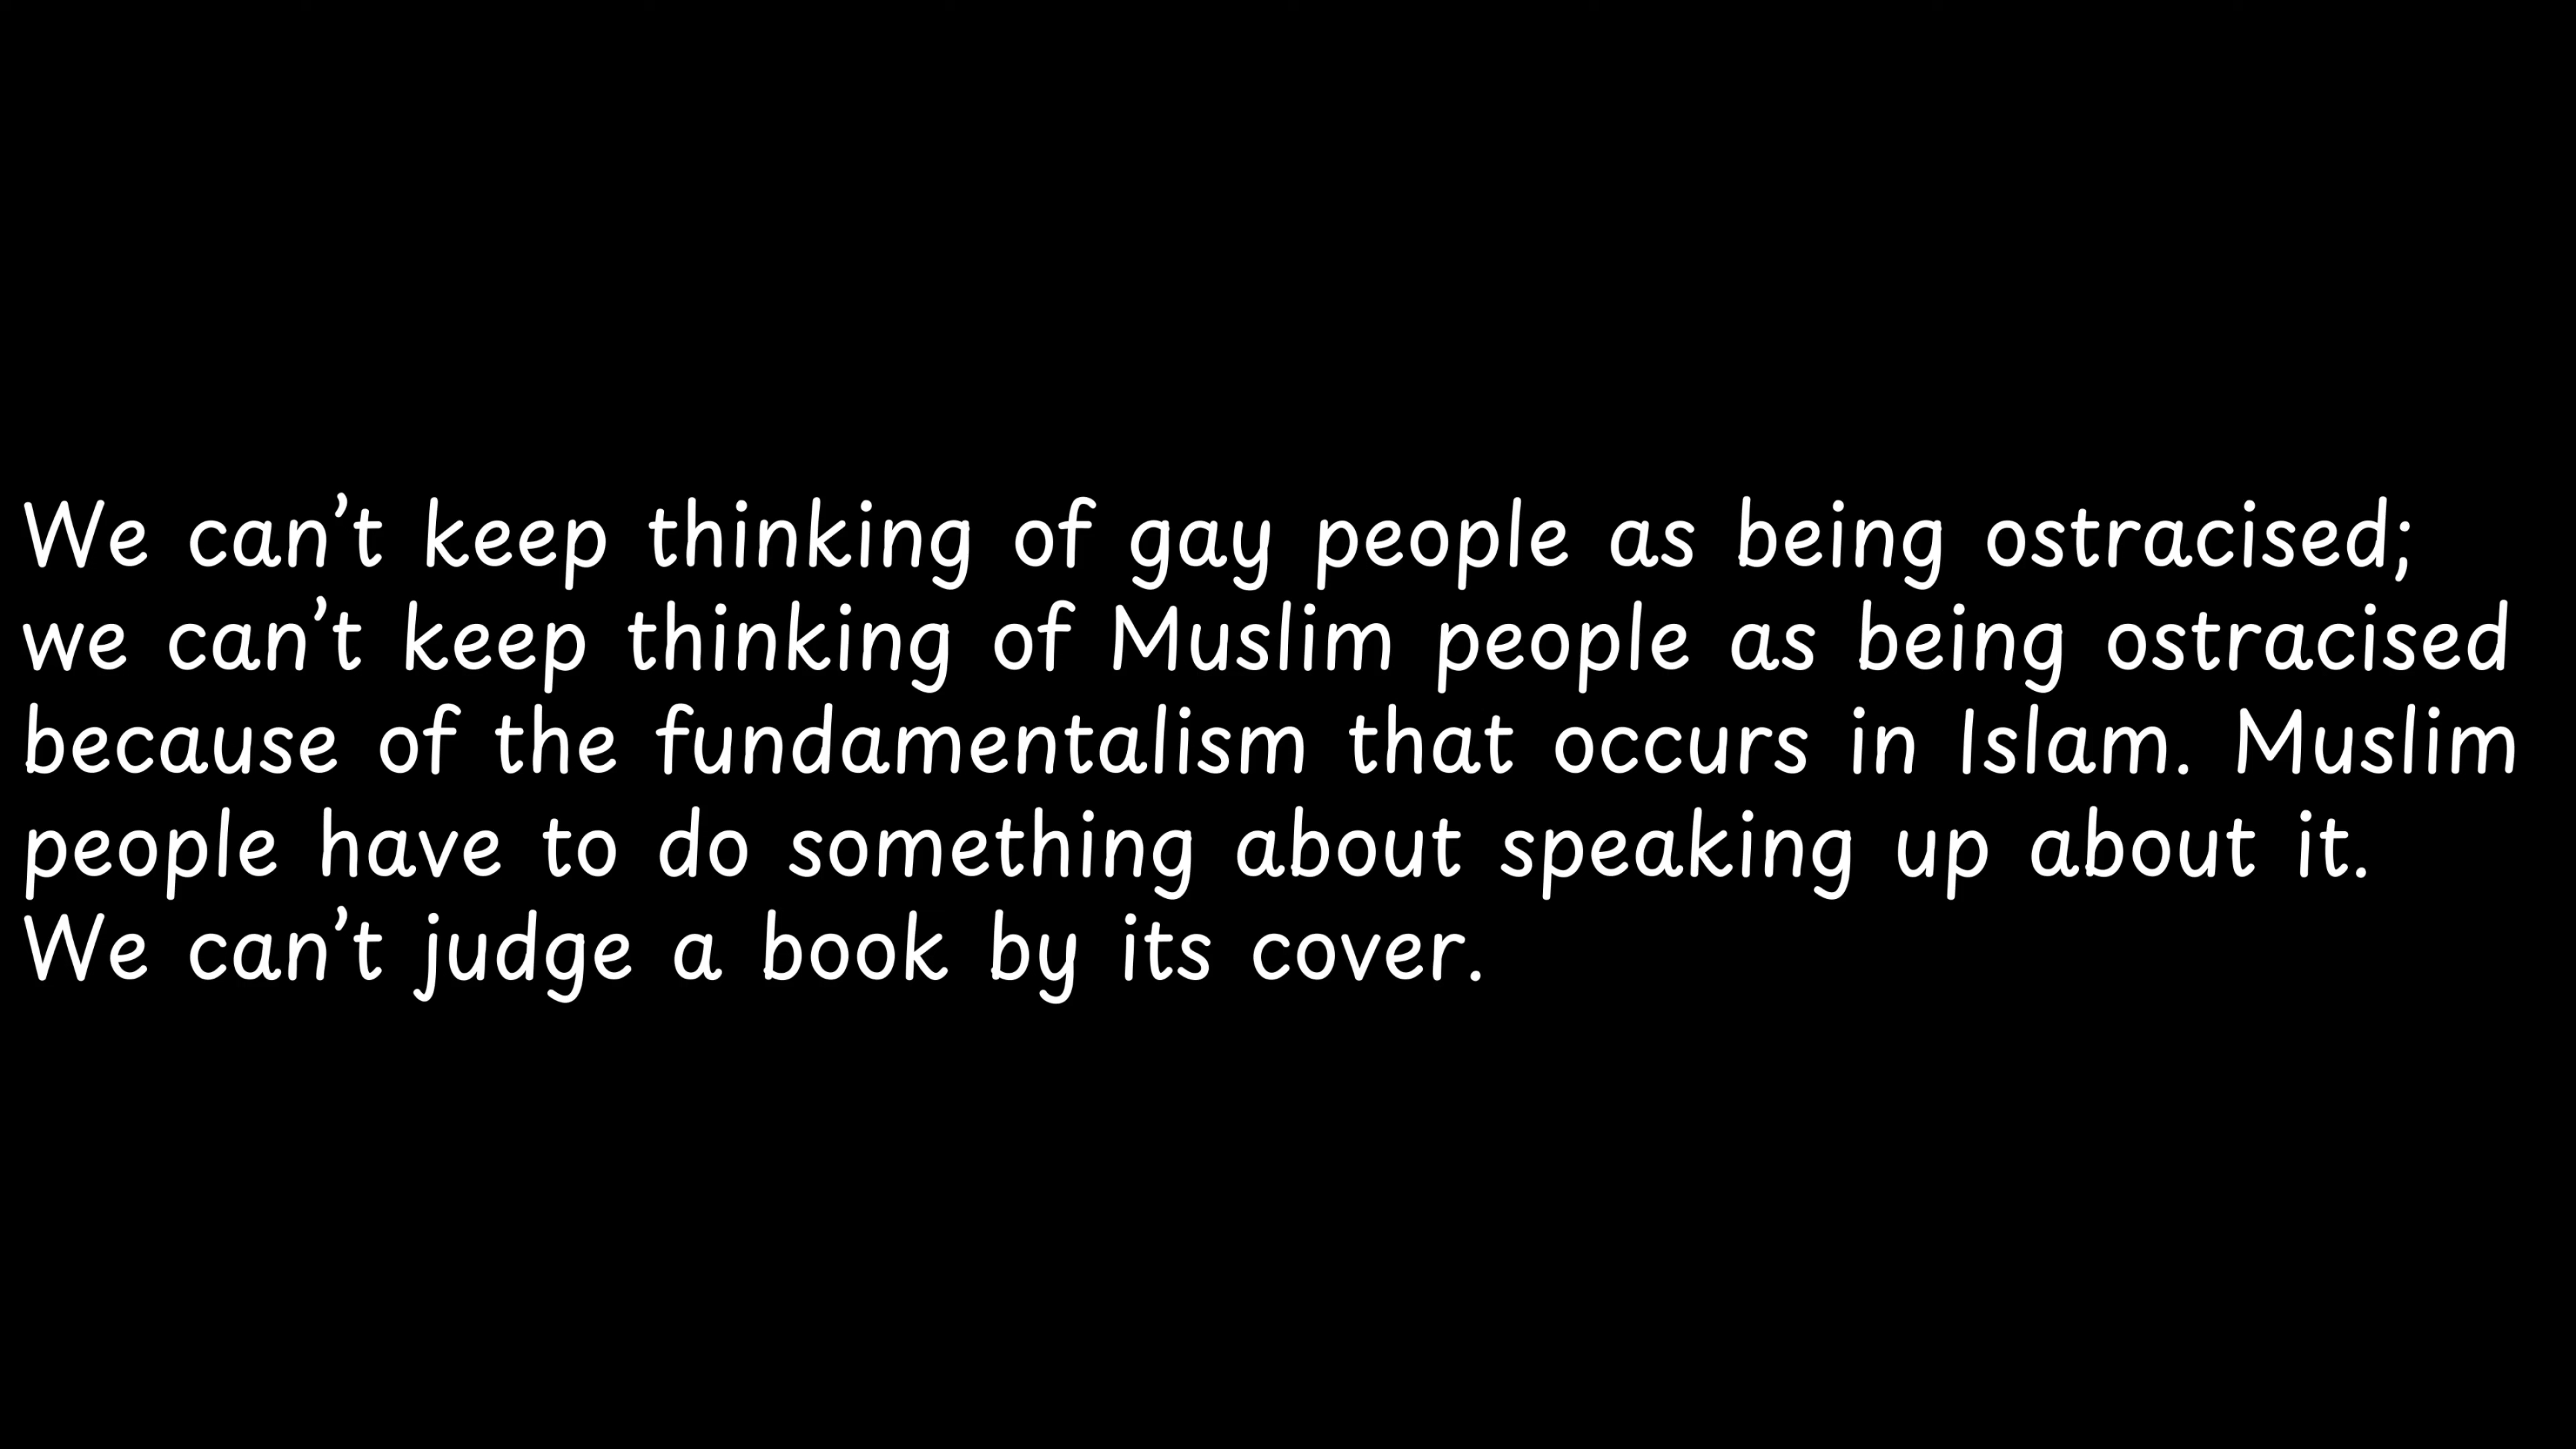 We can’t keep thinking of gay people as being ostracised;
we can’t keep thinking of Muslim people as being ostracised
because of the fundamentalism that occurs in Islam. Muslim
people have to do something about speaking up about it.
We can’t judge a book by its cover.